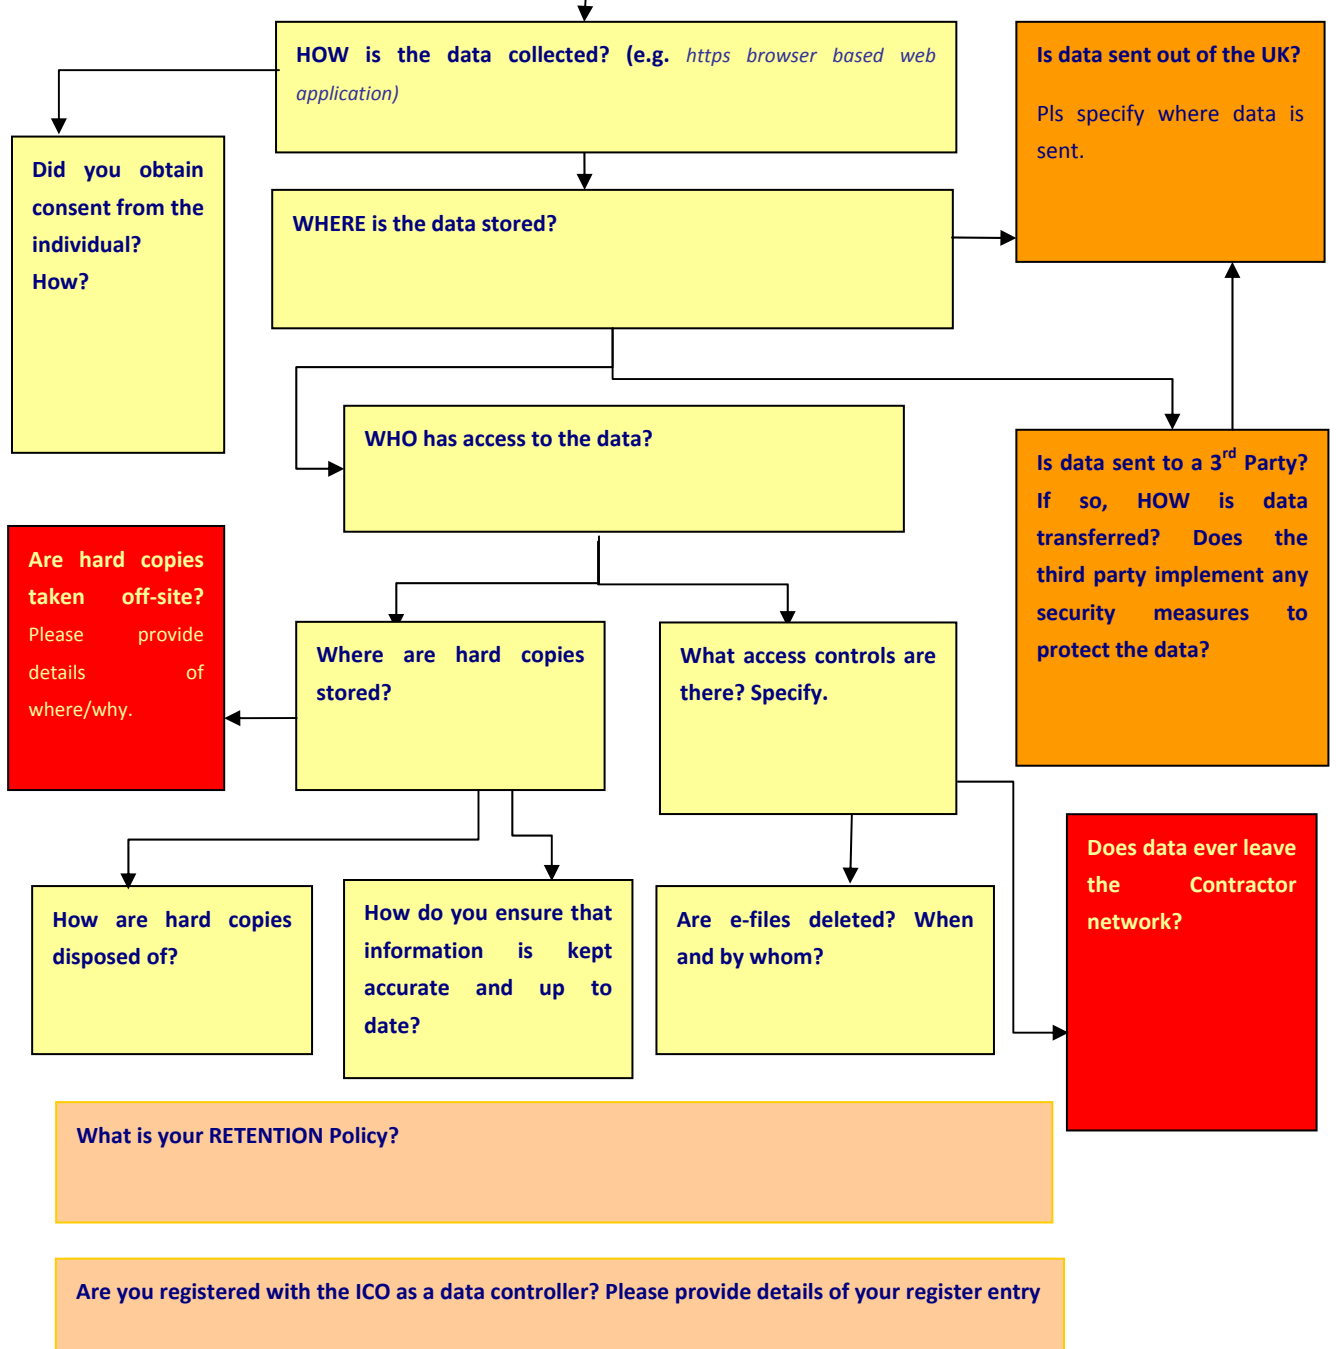 HOW is the data collected? (e.g. https browser based web
application)
Is data sent out of the UK?
Pls specify where data is
sent.
Did you obtain
consent from the
individual?
How?
WHERE is the data stored?
WHO has access to the data?
Is data sent to a 3rd Party?
If so, HOW is data
transferred? Does the
third party implement any
security measures to
protect the data?
Are hard copies
taken off-site?
Please provide
details of
where/why.
Where are hard copies
stored?
What access controls are
there? Specify.
Does data ever leave
the Contractor
network?
How are hard copies
disposed of?
How do you ensure that
information is kept
accurate and up to
date?
Are e-files deleted? When
and by whom?
What is your RETENTION Policy?
Are you registered with the ICO as a data controller? Please provide details of your register entry